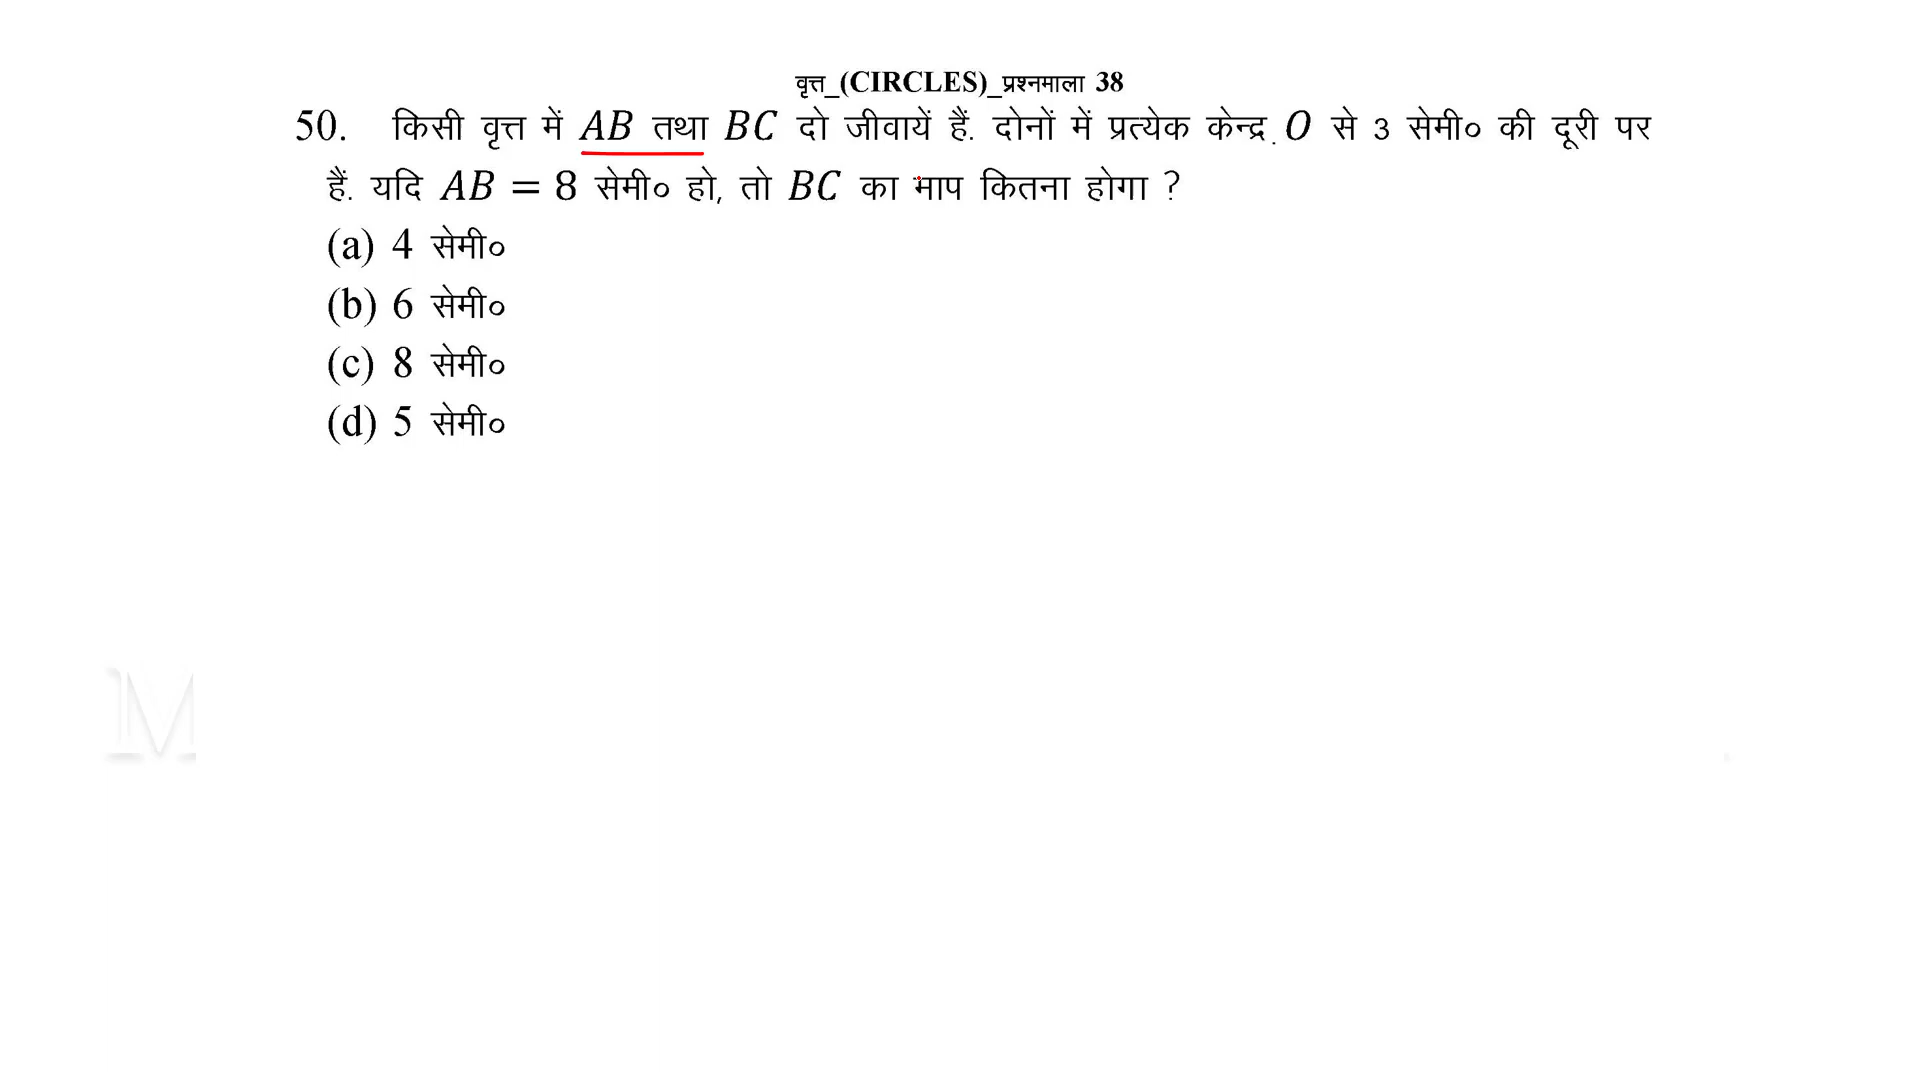 वृत्त_(CIRCLES)_प्रश्नमाला 38
50. किसी वृत्त में AB तथा BC दो जीवायें हैं. दोनों में प्रत्येक केन्द्र O से 3 सेमी० की दूरी पर
हैं. यदि AB = 8 सेमी० हो, तो BC का माप कितना होगा ?
(a) 4 सेमी०
(b) 6 सेमी०
(c) 8 सेमी०
(d) 5 सेमी०
M